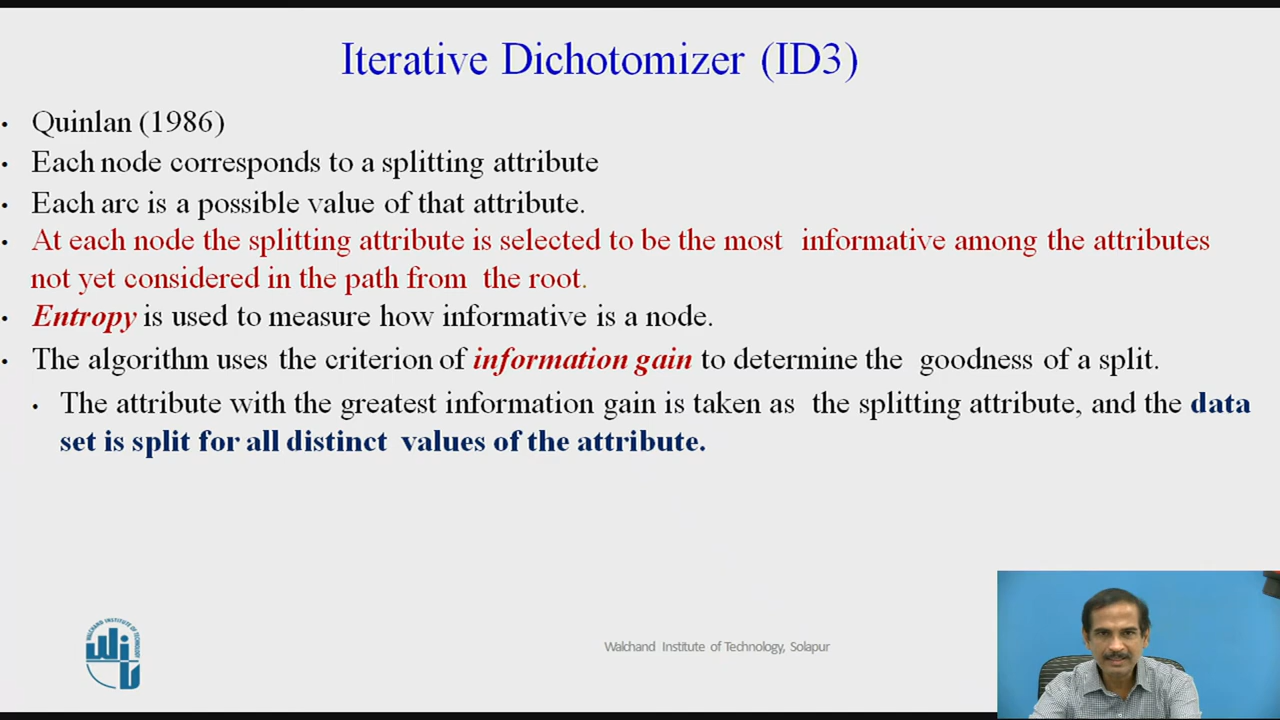 Iterative Dichotomizer (ID3)
• Quinlan (1986)
• Each node corresponds to a splitting attribute
• Each arc is a possible value of that attribute.
• At each node the splitting attribute is selected to be the most informative among the attributes
not yet considered in the path from the root.
• Entropy is used to measure how informative is a node.
• The algorithm uses the criterion of information gain to determine the goodness of a split.
• The attribute with the greatest information gain is taken as the splitting attribute, and the data
set is split for all distinct values of the attribute.
WALCHAND INSTITUTE OF TECHNOLOGY
WIT
Walchand Institute of Technology, Solapur